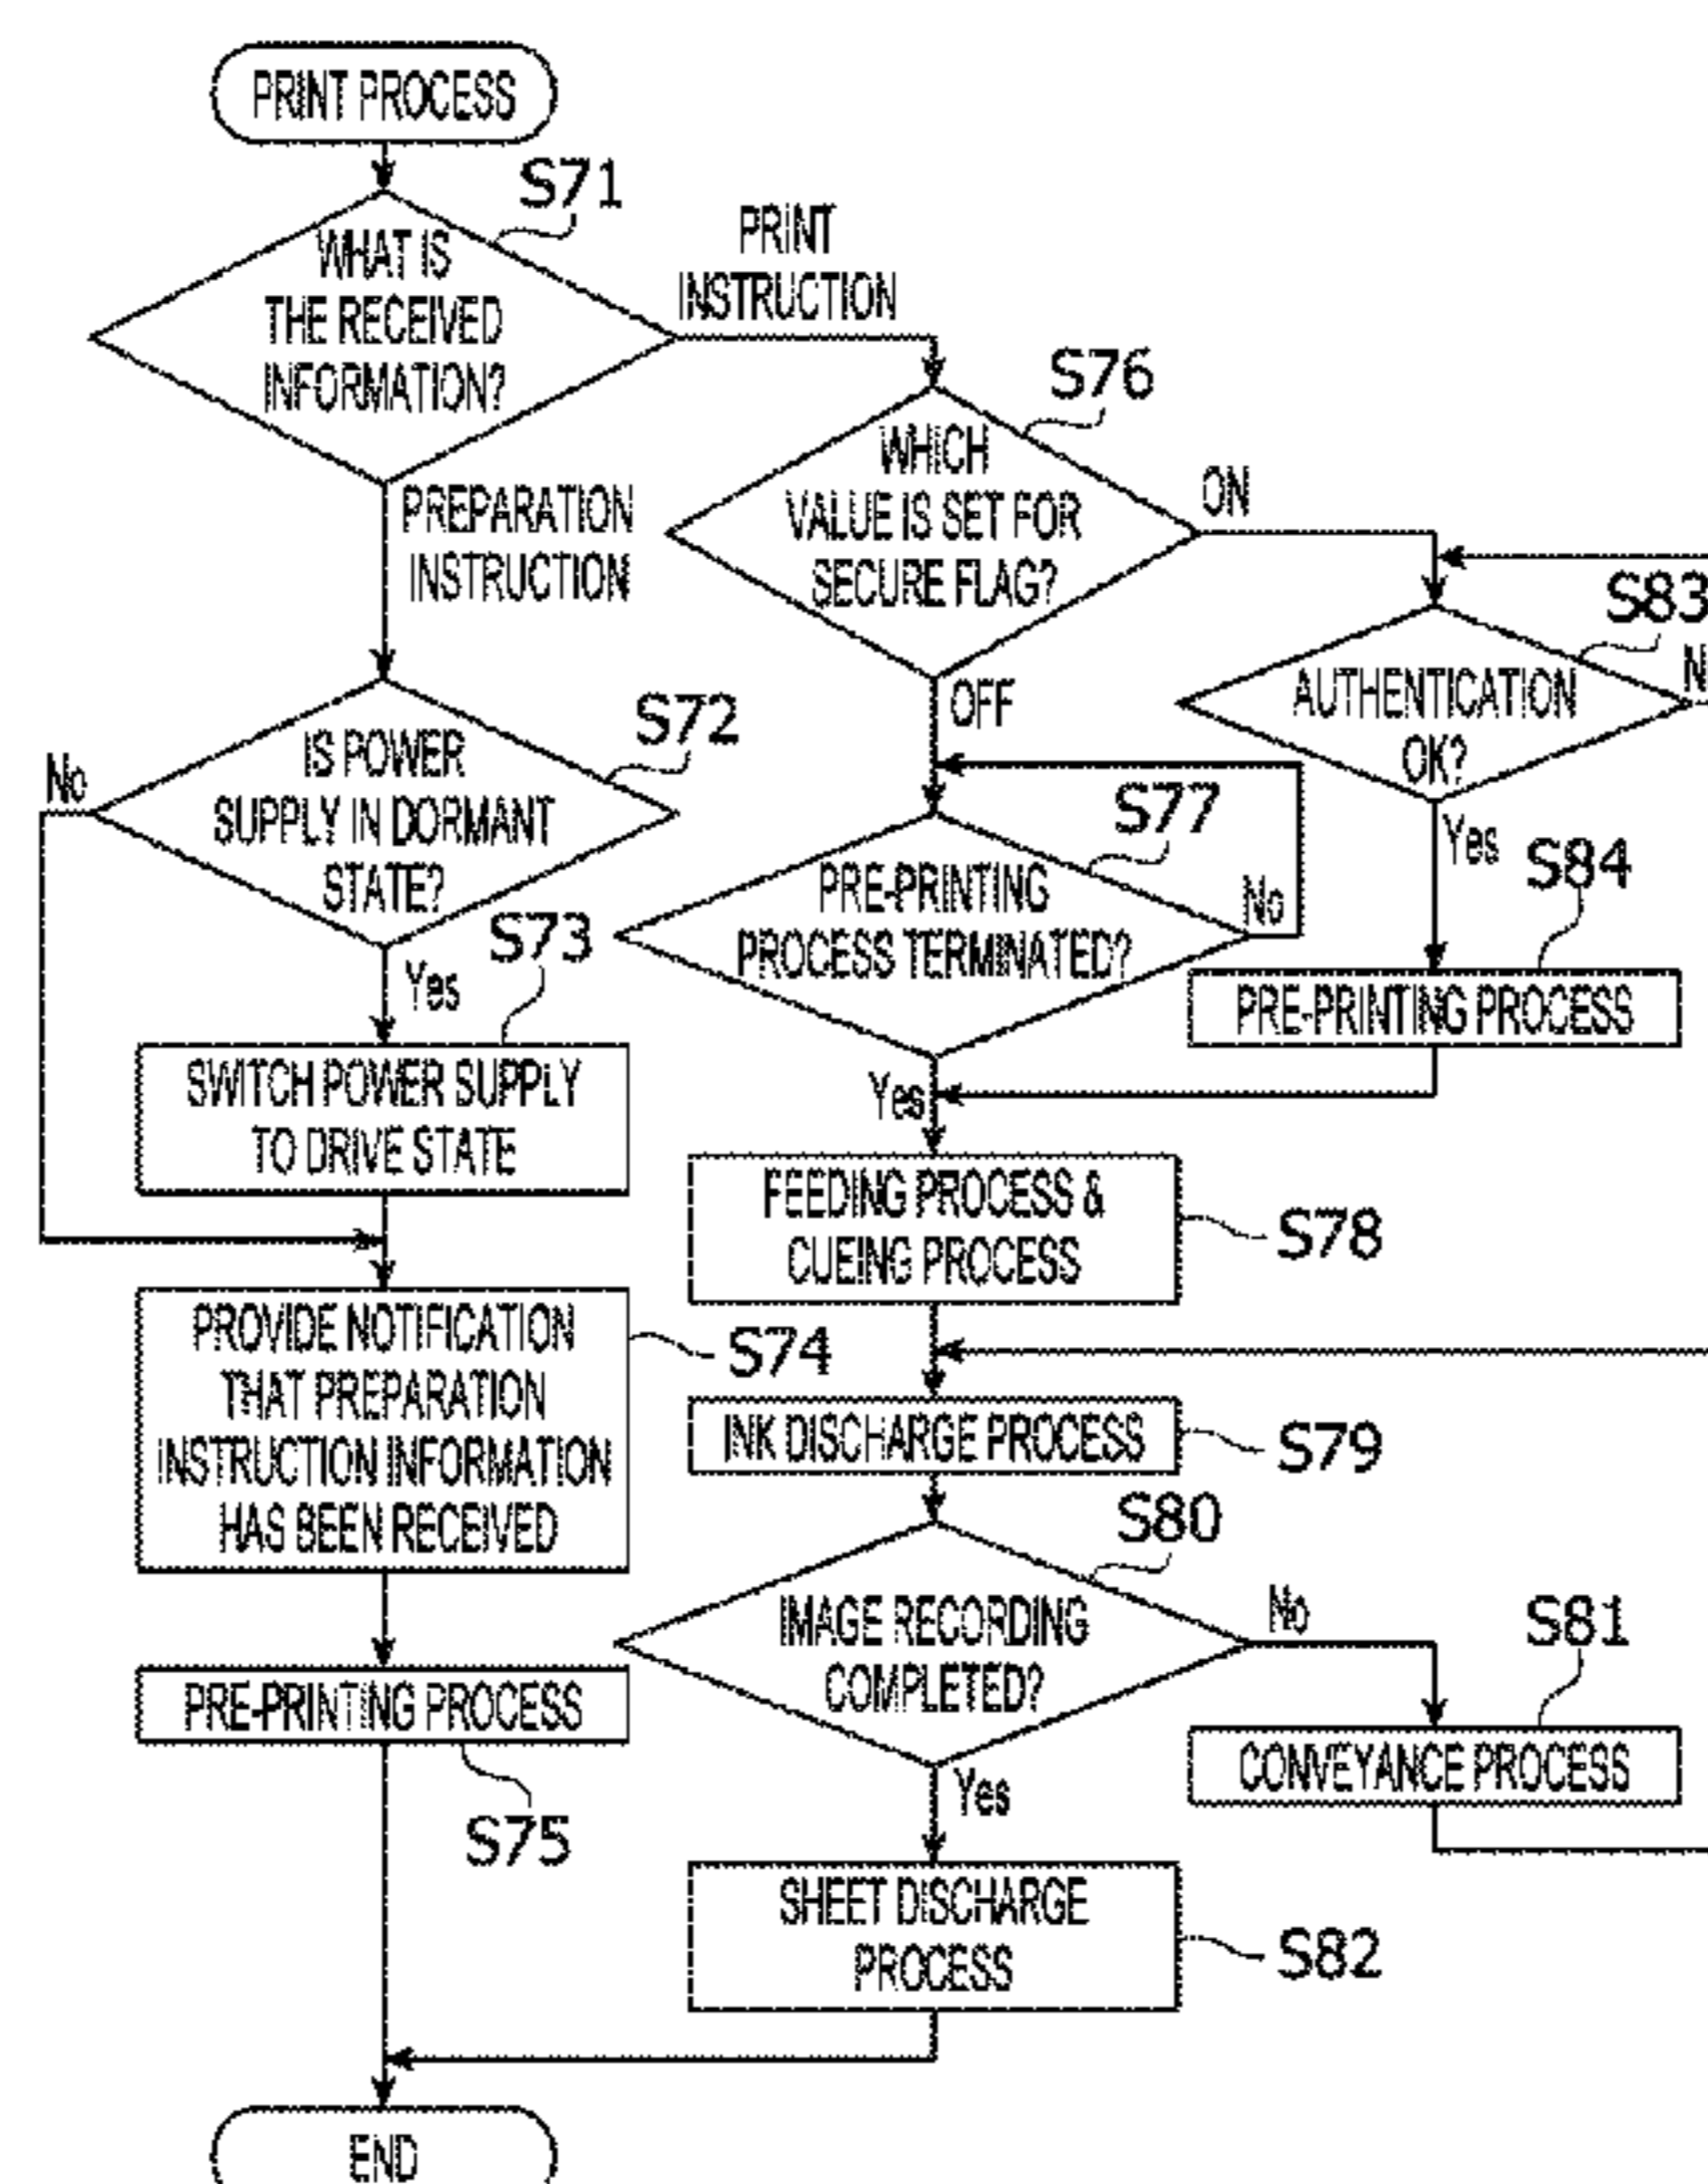 PRINT PROCESS
S71
WHAT IS
THE RECEIVED
INFORMATION?
PRINT
INSTRUCTION
PREPARATION
INSTRUCTION
S76
WHICH
VALUE IS SET FOR
SECURE FLAG?
ON
OFF
S83
AUTHENTICATION
OK?
Yes
S72
IS POWER
SUPPLY IN DORMANT
STATE?
No
Yes
S77
PRE-PRINTING
PROCESS TERMINATED?
No
Yes
S84
PRE-PRINTING PROCESS
S73
SWITCH POWER SUPPLY
TO DRIVE STATE
FEEDING PROCESS &
CUEING PROCESS
S78
PROVIDE NOTIFICATION
THAT PREPARATION
INSTRUCTION INFORMATION
HAS BEEN RECEIVED
S74
INK DISCHARGE PROCESS
S79
S80
IMAGE RECORDING
COMPLETED?
No
Yes
S81
CONVEYANCE PROCESS
PRE-PRINTING PROCESS
S75
SHEET DISCHARGE
PROCESS
S82
END